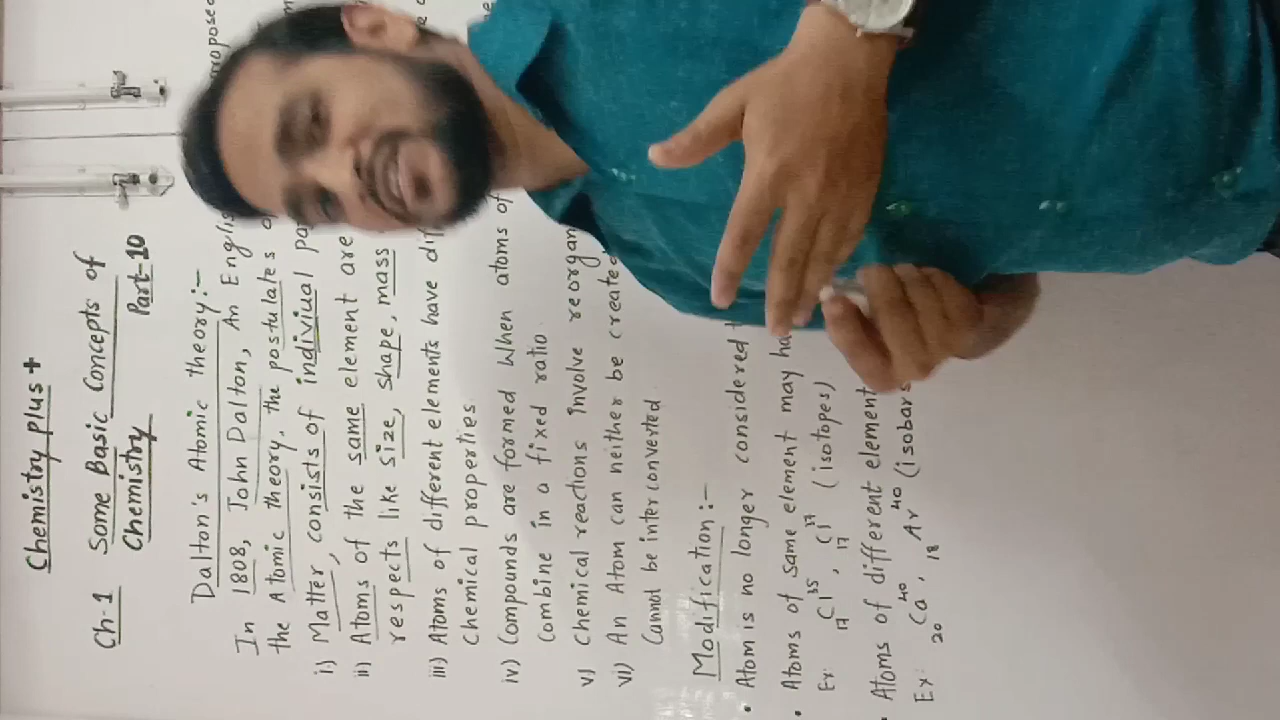 Chemistry plus +
Ch-1 Some Basic Concepts of
Chemistry Part-10
Dalton's Atomic theory:-
In 1808, John Dalton, An Englis
the Atomic theory. the postulates o
i) Matter, consists of indiviual pa
ii) Atoms of the same element are
respects like size, shape, mass
iii) Atoms of different elements have dif
chemical properties
iv) Compounds are formed when atoms of
Combine in a fixed ratio.
v) Chemical reactions involve reorgan
vi) An Atom can neither be create
Cannot be interconverted
Modification:-
• Atom is no longer considered
• Atoms of same element may ha
Ex: 17Cl35, 17Cl37 (isotopes)
• Atoms of different element
Ex: 20Ca40, 18Ar40 (isobars